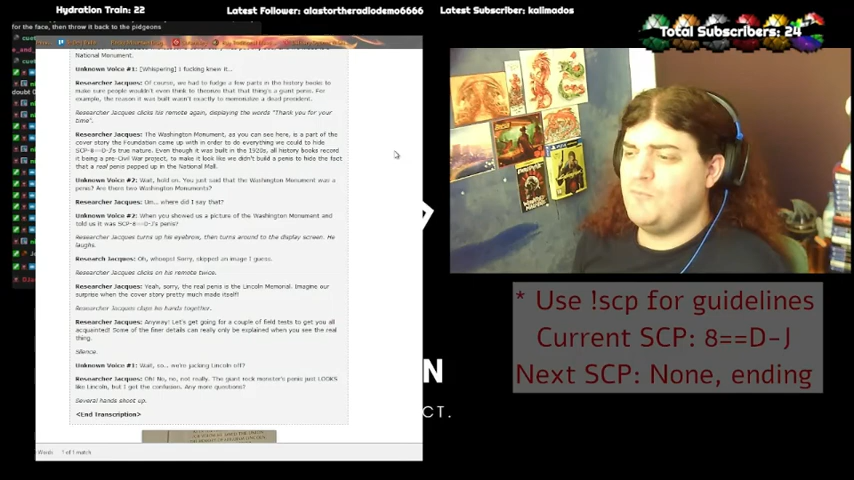 Hydration Train: 22
Latest Follower: alastortheradiodemo6666
Latest Subscriber: kalimados
for the face, then throw it back to the pidgeons
Total Subscribers: 24
National Monument.
Unknown Voice #1: [Whispering] I fucking knew it..
Researcher Jacques: Of course, we had to fudge a few parts in the history books to
make sure people wouldn't even think to theorize that that thing's a giant penis. For
example, the reason it was built wasn't exactly to memorialize a dead president.
Researcher Jacques clicks his remote again, displaying the words "Thank you for your
time".
Researcher Jacques: The Washington Monument, as you can see here, is a part of the
cover story the Foundation came up with in order to do everything we could to hide
SCP-8==D-J's true nature. Even though it was built in the 1920s, all history books record
it being a pre-Civil War project, to make it look like we didn't build a penis to hide the fact
that a real penis popped up in the National Mall.
Unknown Voice #2: Wait, hold on. You just said that the Washington Monument was a
penis? Are there two Washington Monuments?
Researcher Jacques: Um... where did I say that?
Unknown Voice #2: When you showed us a picture of the Washington Monument and
told us it was SCP-8==D-J's penis?
Researcher Jacques turns up his eyebrow, then turns around to the display screen. He
laughs.
Research Jacques: Oh, whoops! Sorry, skipped an image I guess.
Researcher Jacques clicks on his remote twice.
Researcher Jacques: Yeah, sorry, the real penis is the Lincoln Memorial. Imagine our
surprise when the cover story pretty much made itself!
Researcher Jacques claps his hands together.
Researcher Jacques: Anyway! Let's get going for a couple of field tests to get you all
acquainted! Some of the finer details can really only be explained when you see the real
thing.
Silence.
Unknown Voice #1: Wait, so... we're jacking Lincoln off?
Researcher Jacques: Oh! No, no, not really. The giant rock monster's penis just LOOKS
like Lincoln, but I get the confusion. Any more questions?
Several hands shoot up.
<End Transcription>
Words
1 of 1 match
* Use !scp for guidelines
Current SCP: 8==D-J
Next SCP: None, ending
N
CT.